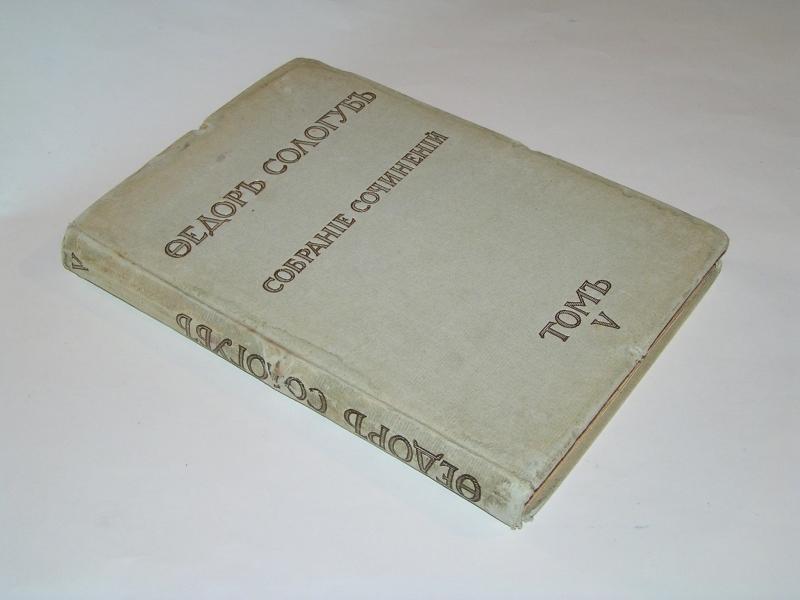 ѲЕДОРЪ СОЛОГУБЪ
СОБРАНІЕ СОЧИНЕНІЙ
ТОМЪ
V
ѲЕДОРЪ СОЛОГУБЪ
V